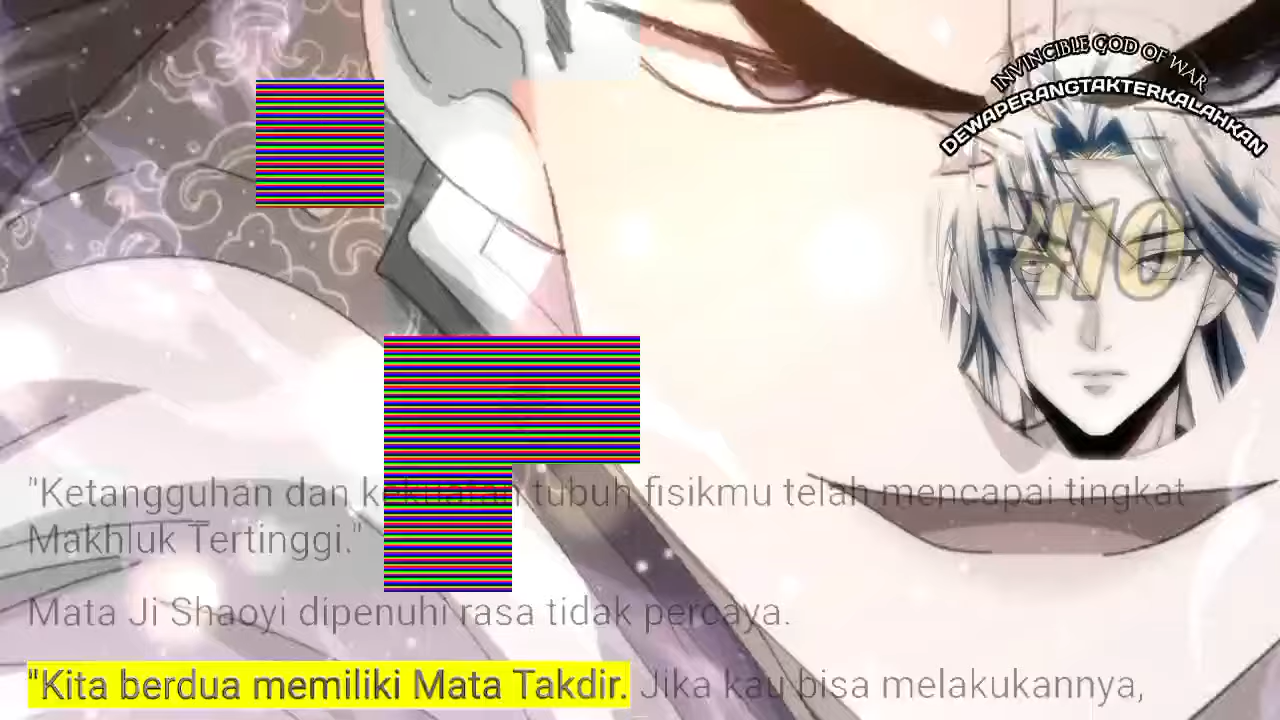 INVINCIBLE GOD OF WAR
DEWAPERANGTAKTERKALAHKAN
#10
"Ketangguhan dan kekuatan tubuh fisikmu telah mencapai tingkat
Makhluk Tertinggi."
Mata Ji Shaoyi dipenuhi rasa tidak percaya.
"Kita berdua memiliki Mata Takdir. Jika kau bisa melakukannya,